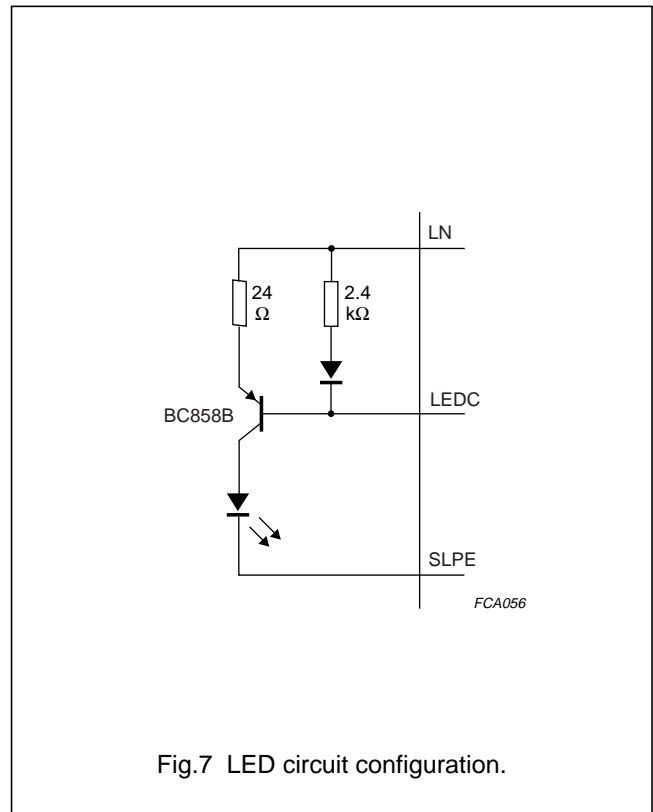 LN
24
Ω
2.4
kΩ
LEDC
BC858B
SLPE
FCA056
Fig.7 LED circuit configuration.